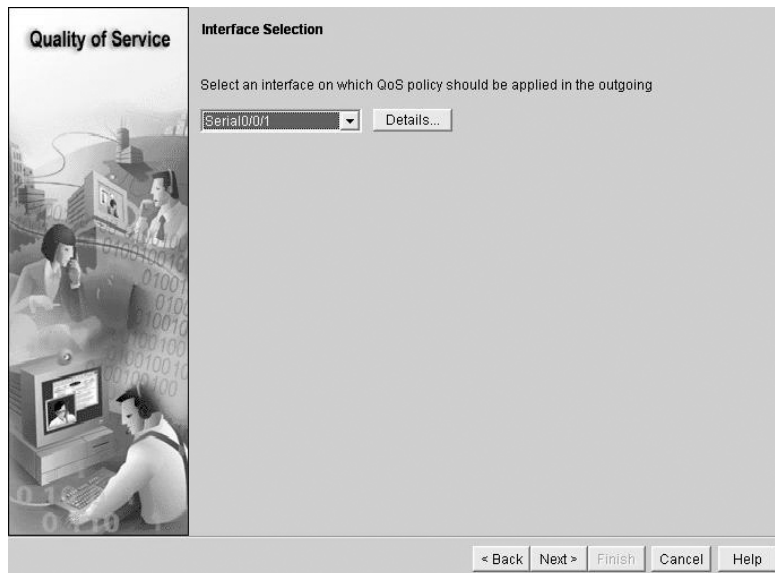 Quality of Service
Interface Selection
Select an interface on which QoS policy should be applied in the outgoing
Serial0/0/1
Details...
< Back
Next >
Finish
Cancel
Help